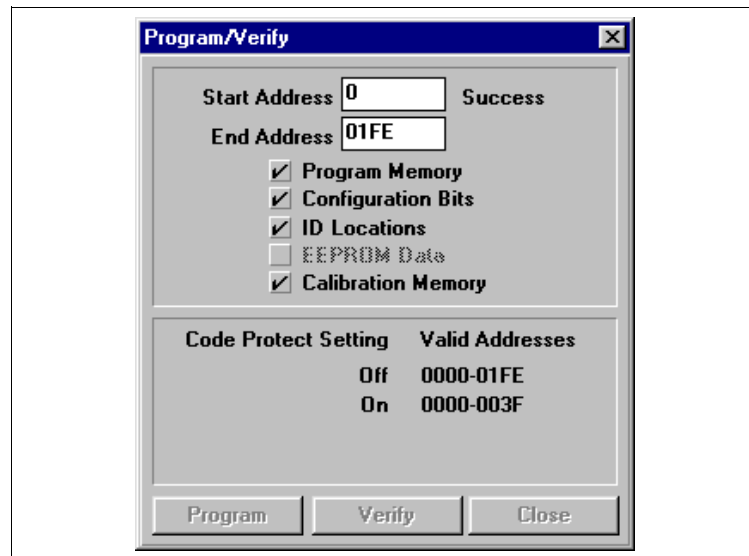 Program/Verify
Start Address 0 Success
End Address 01FE
Program Memory
Configuration Bits
ID Locations
EEPROM Data
Calibration Memory
Code Protect Setting Valid Addresses
Off 0000-01FE
On 0000-003F
Program Verify Close